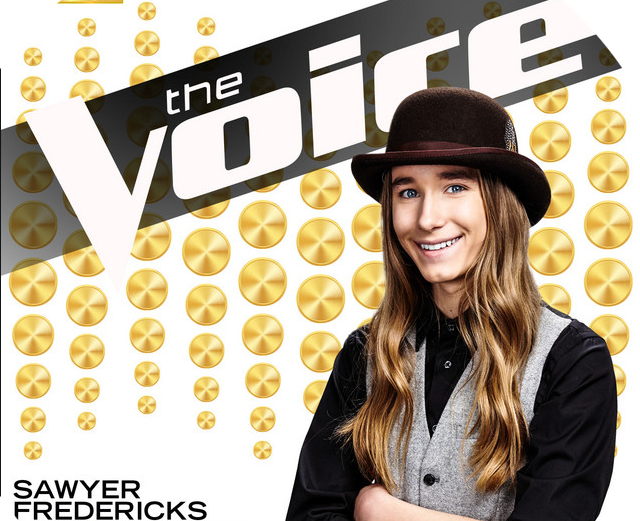 the
Voice
SAWYER
FREDERICKS